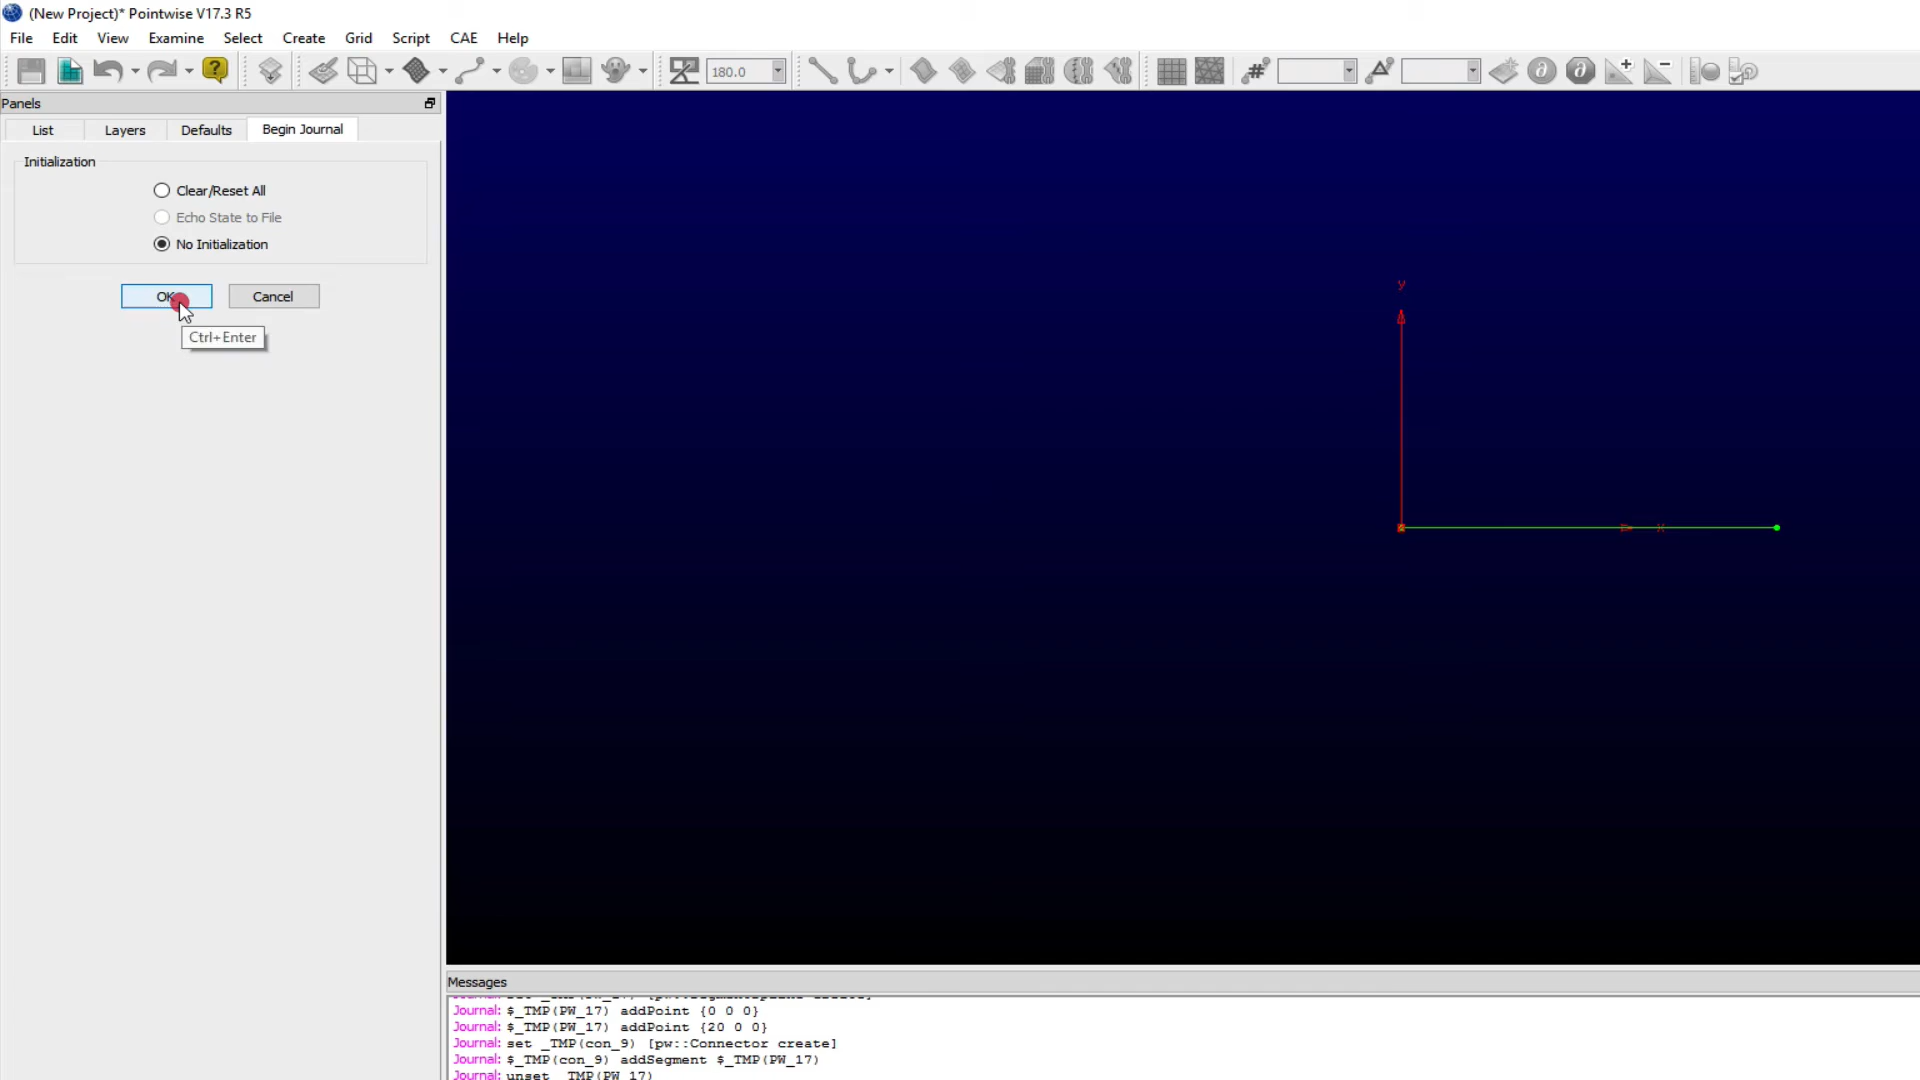 (New Project)* Pointwise V17.3 R5
File Edit View Examine Select Create Grid Script CAE Help
180.0
Panels
List Layers Defaults Begin Journal
Initialization
Clear/Reset All
Echo State to File
No Initialization
OK Cancel
Ctrl+Enter
y
x
Messages
Journal: $_TMP(PW_17) addPoint {0 0 0}
Journal: $_TMP(PW_17) addPoint {20 0 0}
Journal: set _TMP(con_9) [pw::Connector create]
Journal: $_TMP(con_9) addSegment $_TMP(PW_17)
Journal: unset _TMP(PW_17)